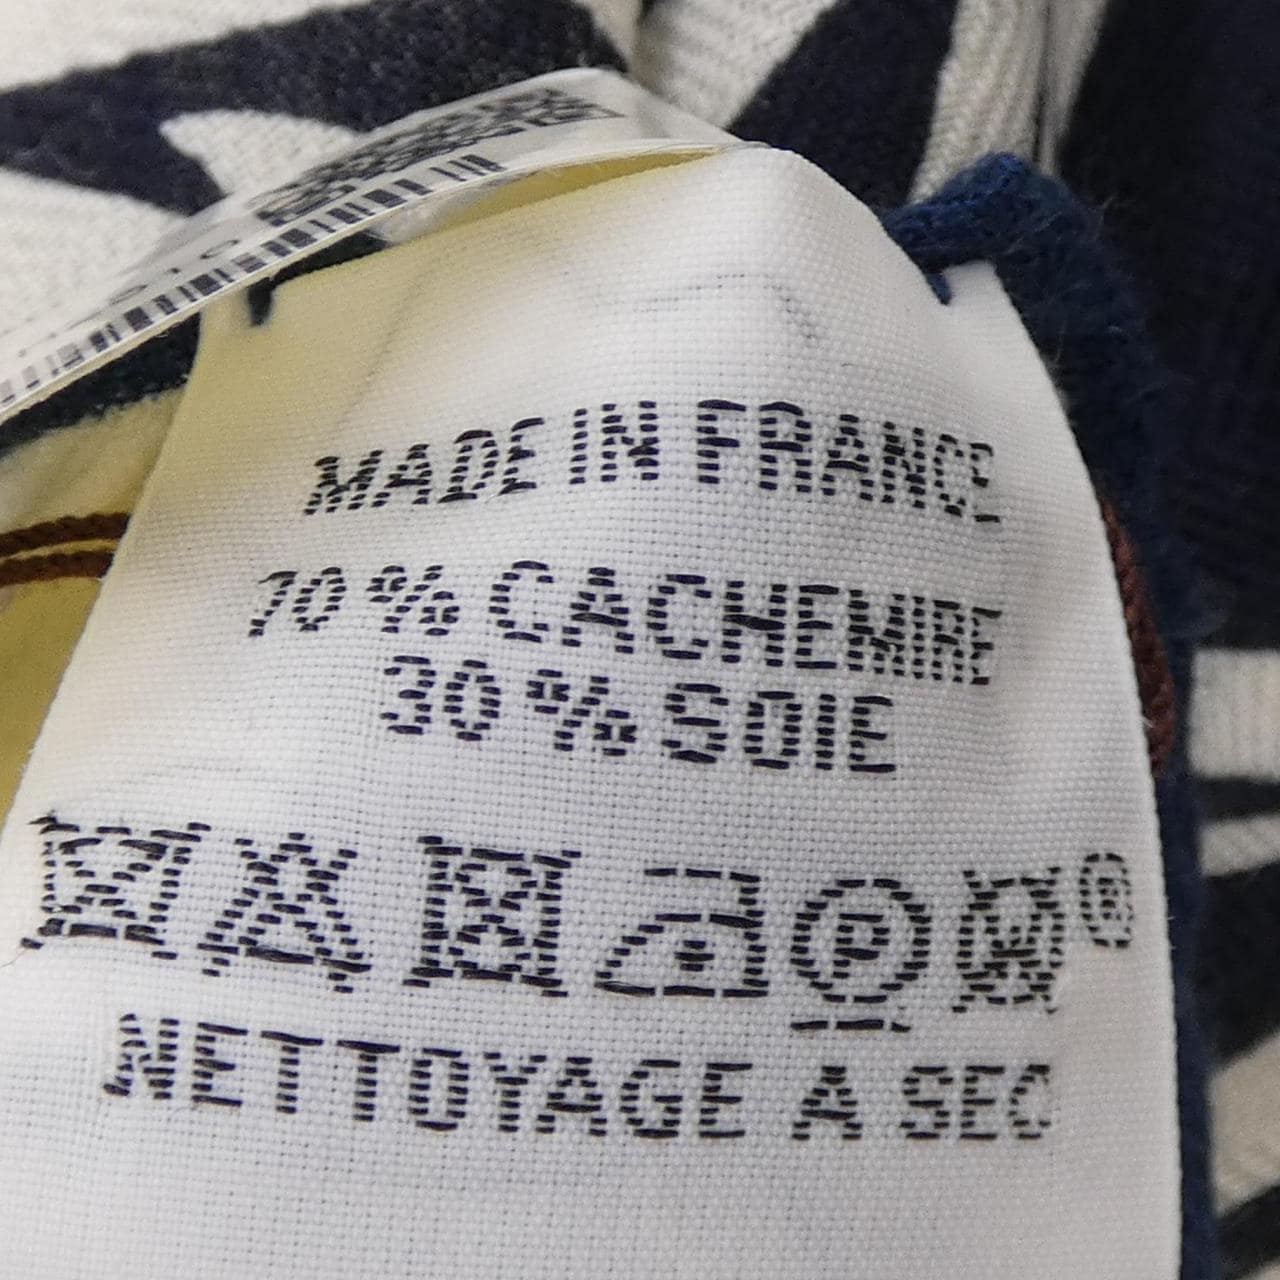 MADE IN FRANCE
70 % CACHEMIRE
30 % SOIE
P ®
NETTOYAGE A SEC